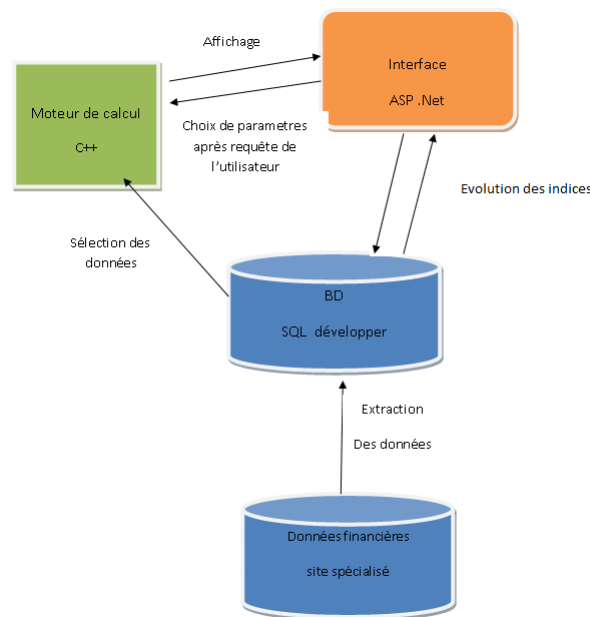 Affichage
Interface
ASP .Net
Moteur de calcul
C++
Choix de parametres
après requête de
l'utilisateur
Evolution des indices
Sélection des
données
BD
SQL développer
Extraction
Des données
Données financières
site spécialisé